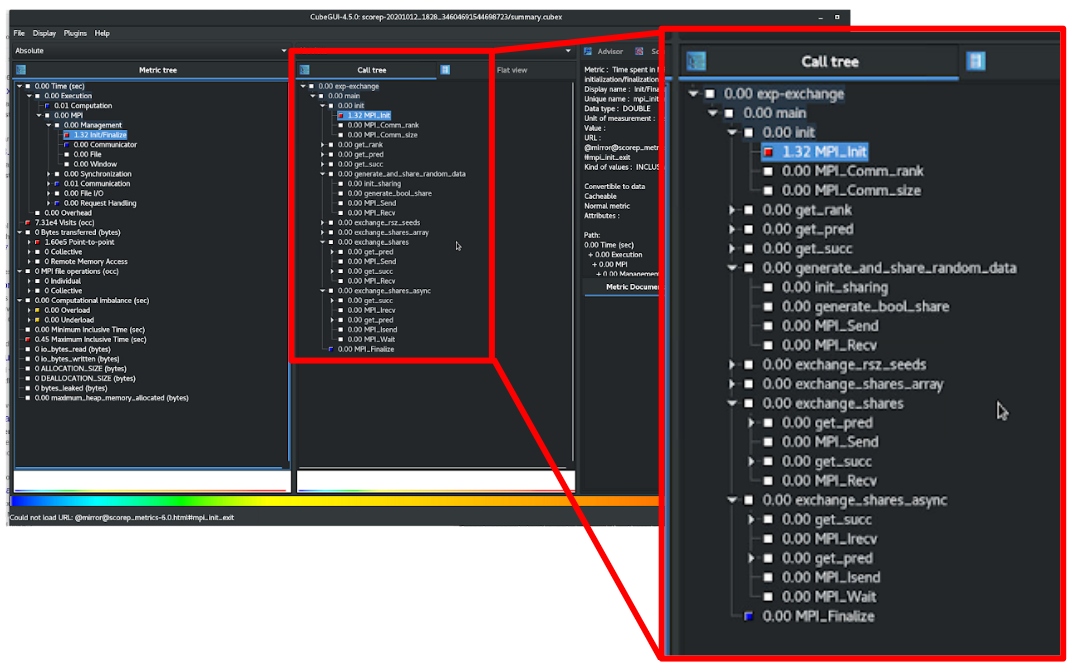 CubeGUI-4.5.0: scorep-20201012_1828_34604691544698723/summary.cubex
File Display Plugins Help
Absolute
Metric tree
0.00 Time (sec)
0.00 Execution
0.01 Computation
0.00 MPI
0.00 Management
1.32 Init/Finalize
0.00 Communicator
0.00 File
0.00 Window
0.00 Synchronization
0.01 Communication
0.00 File I/O
0.00 Request Handling
0.00 Overhead
7.31e4 Visits (occ)
0 Bytes transferred (bytes)
1.60e5 Point-to-point
0 Collective
0 Remote Memory Access
0 MPI file operations (occ)
0 Individual
0 Collective
0.00 Computational imbalance (sec)
0.00 Overload
0.00 Underload
0.00 Minimum Inclusive Time (sec)
0.45 Maximum Inclusive Time (sec)
0 io_bytes_read (bytes)
0 io_bytes_written (bytes)
0 ALLOCATION_SIZE (bytes)
0 DEALLOCATION_SIZE (bytes)
0 bytes_leaked (bytes)
0.00 maximum_heap_memory_allocated (bytes)
Call tree
Flat view
0.00 exp-exchange
0.00 main
0.00 init
1.32 MPI_Init
0.00 MPI_Comm_rank
0.00 MPI_Comm_size
0.00 get_rank
0.00 get_pred
0.00 get_succ
0.00 generate_and_share_random_data
0.00 init_sharing
0.00 generate_bool_share
0.00 MPI_Send
0.00 MPI_Recv
0.00 exchange_rsz_seeds
0.00 exchange_shares_array
0.00 exchange_shares
0.00 get_pred
0.00 MPI_Send
0.00 get_succ
0.00 MPI_Recv
0.00 exchange_shares_async
0.00 get_succ
0.00 MPI_Irecv
0.00 get_pred
0.00 MPI_Isend
0.00 MPI_Wait
0.00 MPI_Finalize
Advisor
Metric : Time spent in
initialization/finalization
Display name : Init/Fina
Unique name : mpi_init
Data type : DOUBLE
Unit of measurement :
Value :
URL :
@mirror@scorep_metri
#mpi_init_exit
Kind of values : INCLUS
Convertible to data
Cacheable
Normal metric
Attributes :
Path:
0.00 Time (sec)
+ 0.00 Execution
+ 0.00 MPI
+ 0.00 Management
Metric Documen
Could not load URL: @mirror@scorep_metrics-6.0.html#mpi_init_exit
Call tree
0.00 exp-exchange
0.00 main
0.00 init
1.32 MPI_Init
0.00 MPI_Comm_rank
0.00 MPI_Comm_size
0.00 get_rank
0.00 get_pred
0.00 get_succ
0.00 generate_and_share_random_data
0.00 init_sharing
0.00 generate_bool_share
0.00 MPI_Send
0.00 MPI_Recv
0.00 exchange_rsz_seeds
0.00 exchange_shares_array
0.00 exchange_shares
0.00 get_pred
0.00 MPI_Send
0.00 get_succ
0.00 MPI_Recv
0.00 exchange_shares_async
0.00 get_succ
0.00 MPI_Irecv
0.00 get_pred
0.00 MPI_Isend
0.00 MPI_Wait
0.00 MPI_Finalize